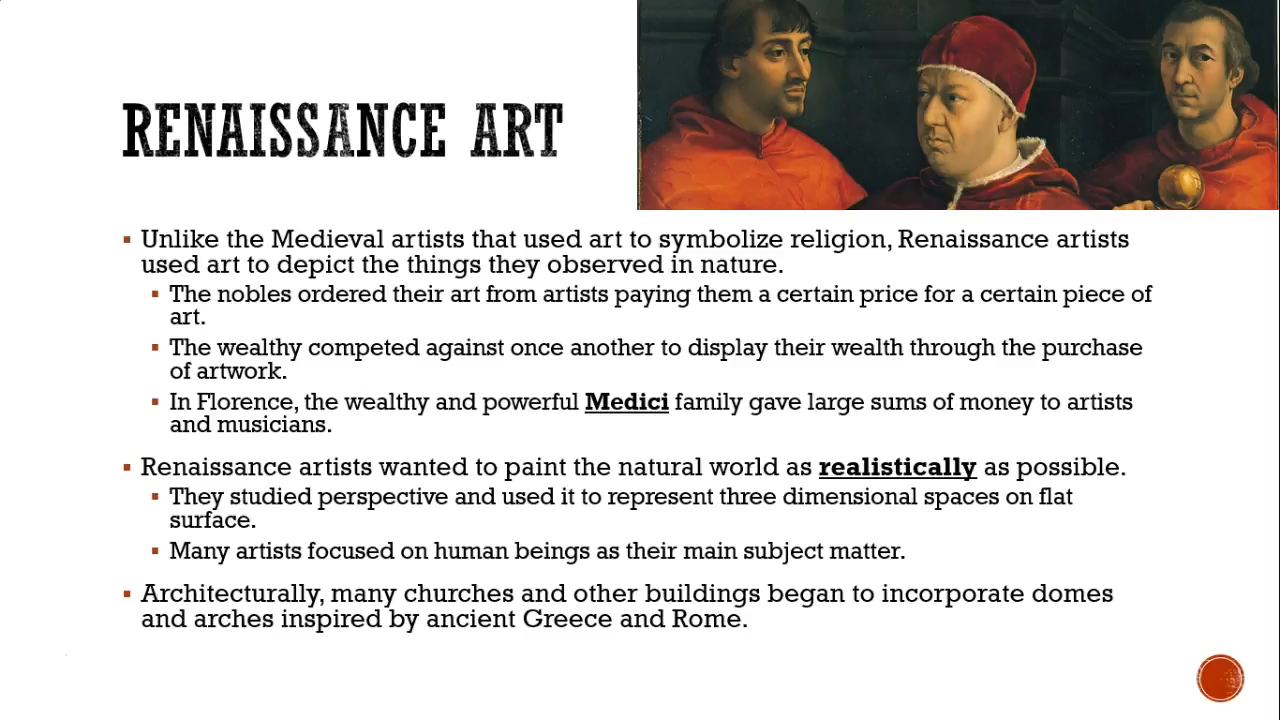 RENAISSANCE ART
Unlike the Medieval artists that used art to symbolize religion, Renaissance artists
used art to depict the things they observed in nature.
The nobles ordered their art from artists paying them a certain price for a certain piece of
art.
The wealthy competed against once another to display their wealth through the purchase
of artwork.
In Florence, the wealthy and powerful Medici family gave large sums of money to artists
and musicians.
Renaissance artists wanted to paint the natural world as realistically as possible.
They studied perspective and used it to represent three dimensional spaces on flat
surface.
Many artists focused on human beings as their main subject matter.
Architecturally, many churches and other buildings began to incorporate domes
and arches inspired by ancient Greece and Rome.